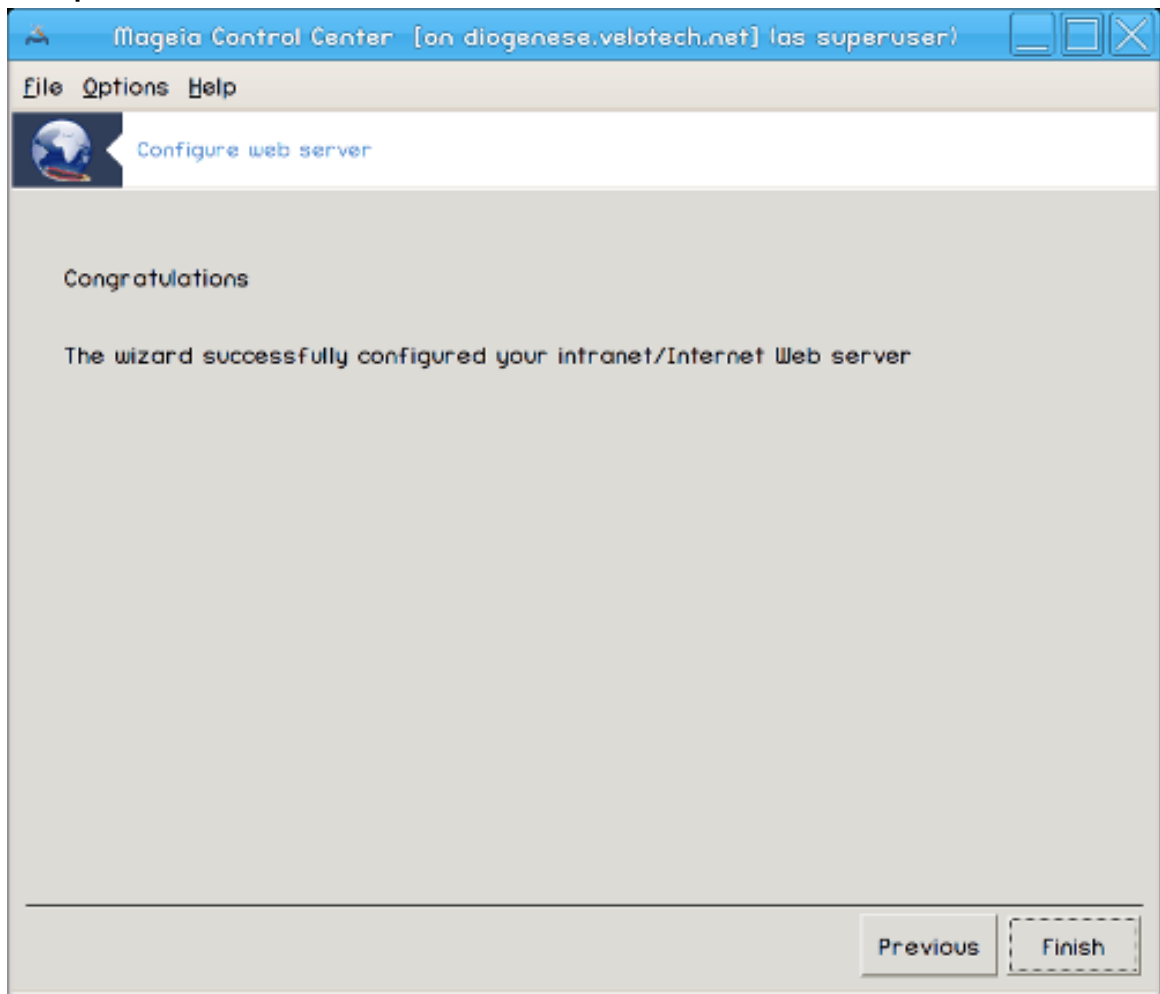 Mageia Control Center [on diogenese.velotech.net] (as superuser)
File Options Help
Configure web server
Congratulations
The wizard successfully configured your intranet/Internet Web server
Previous Finish